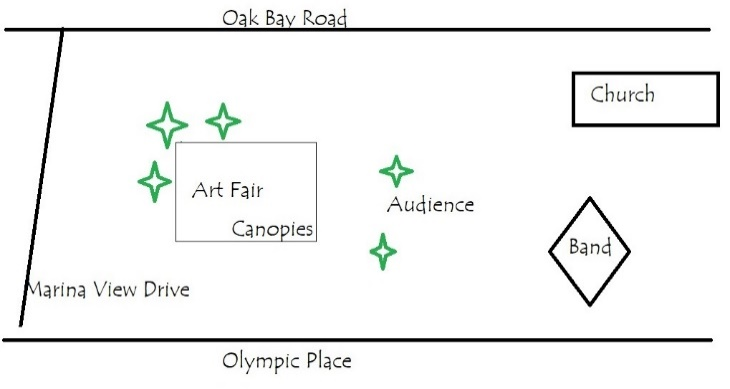 Oak Bay Road
Church
Art Fair
Audience
Canopies
Band
Marina View Drive
Olympic Place